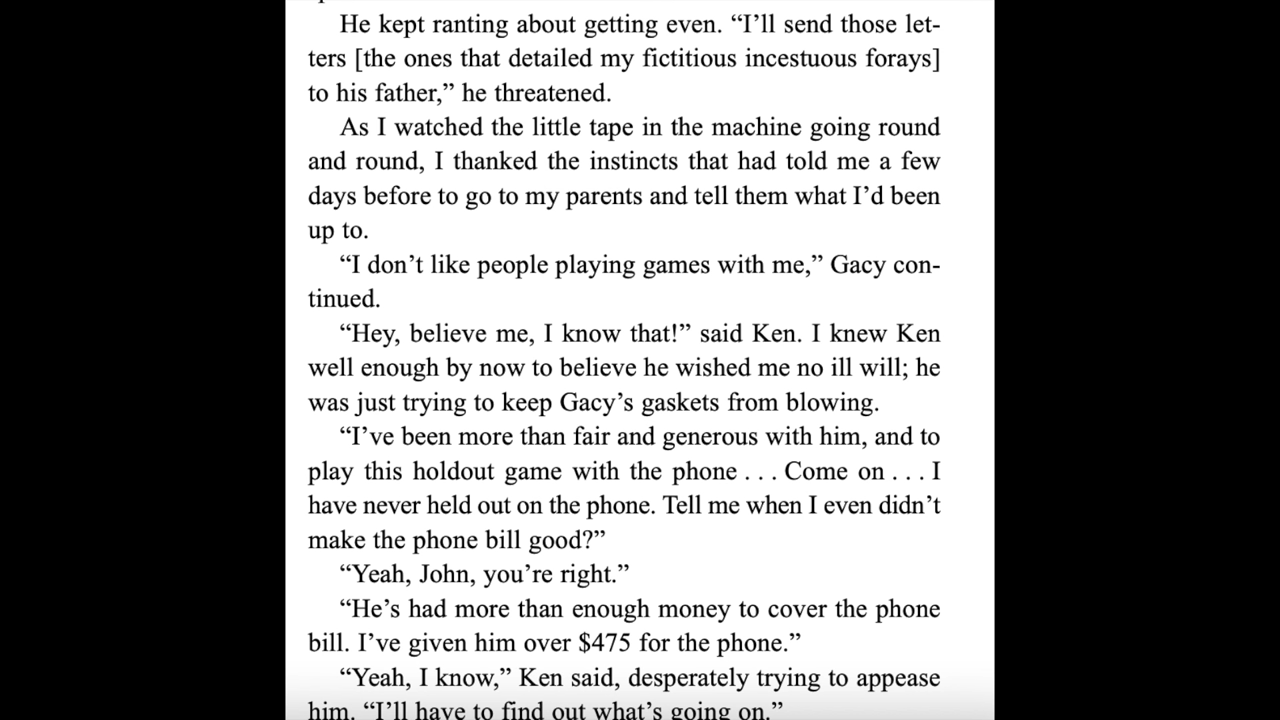 He kept ranting about getting even. “I’ll send those let-
ters [the ones that detailed my fictitious incestuous forays]
to his father,” he threatened.
As I watched the little tape in the machine going round
and round, I thanked the instincts that had told me a few
days before to go to my parents and tell them what I’d been
up to.
“I don’t like people playing games with me,” Gacy con-
tinued.
“Hey, believe me, I know that!” said Ken. I knew Ken
well enough by now to believe he wished me no ill will; he
was just trying to keep Gacy’s gaskets from blowing.
“I’ve been more than fair and generous with him, and to
play this holdout game with the phone . . . Come on . . . I
have never held out on the phone. Tell me when I even didn’t
make the phone bill good?”
“Yeah, John, you’re right.”
“He’s had more than enough money to cover the phone
bill. I’ve given him over $475 for the phone.”
“Yeah, I know,” Ken said, desperately trying to appease
him. “I’ll have to find out what’s going on.”